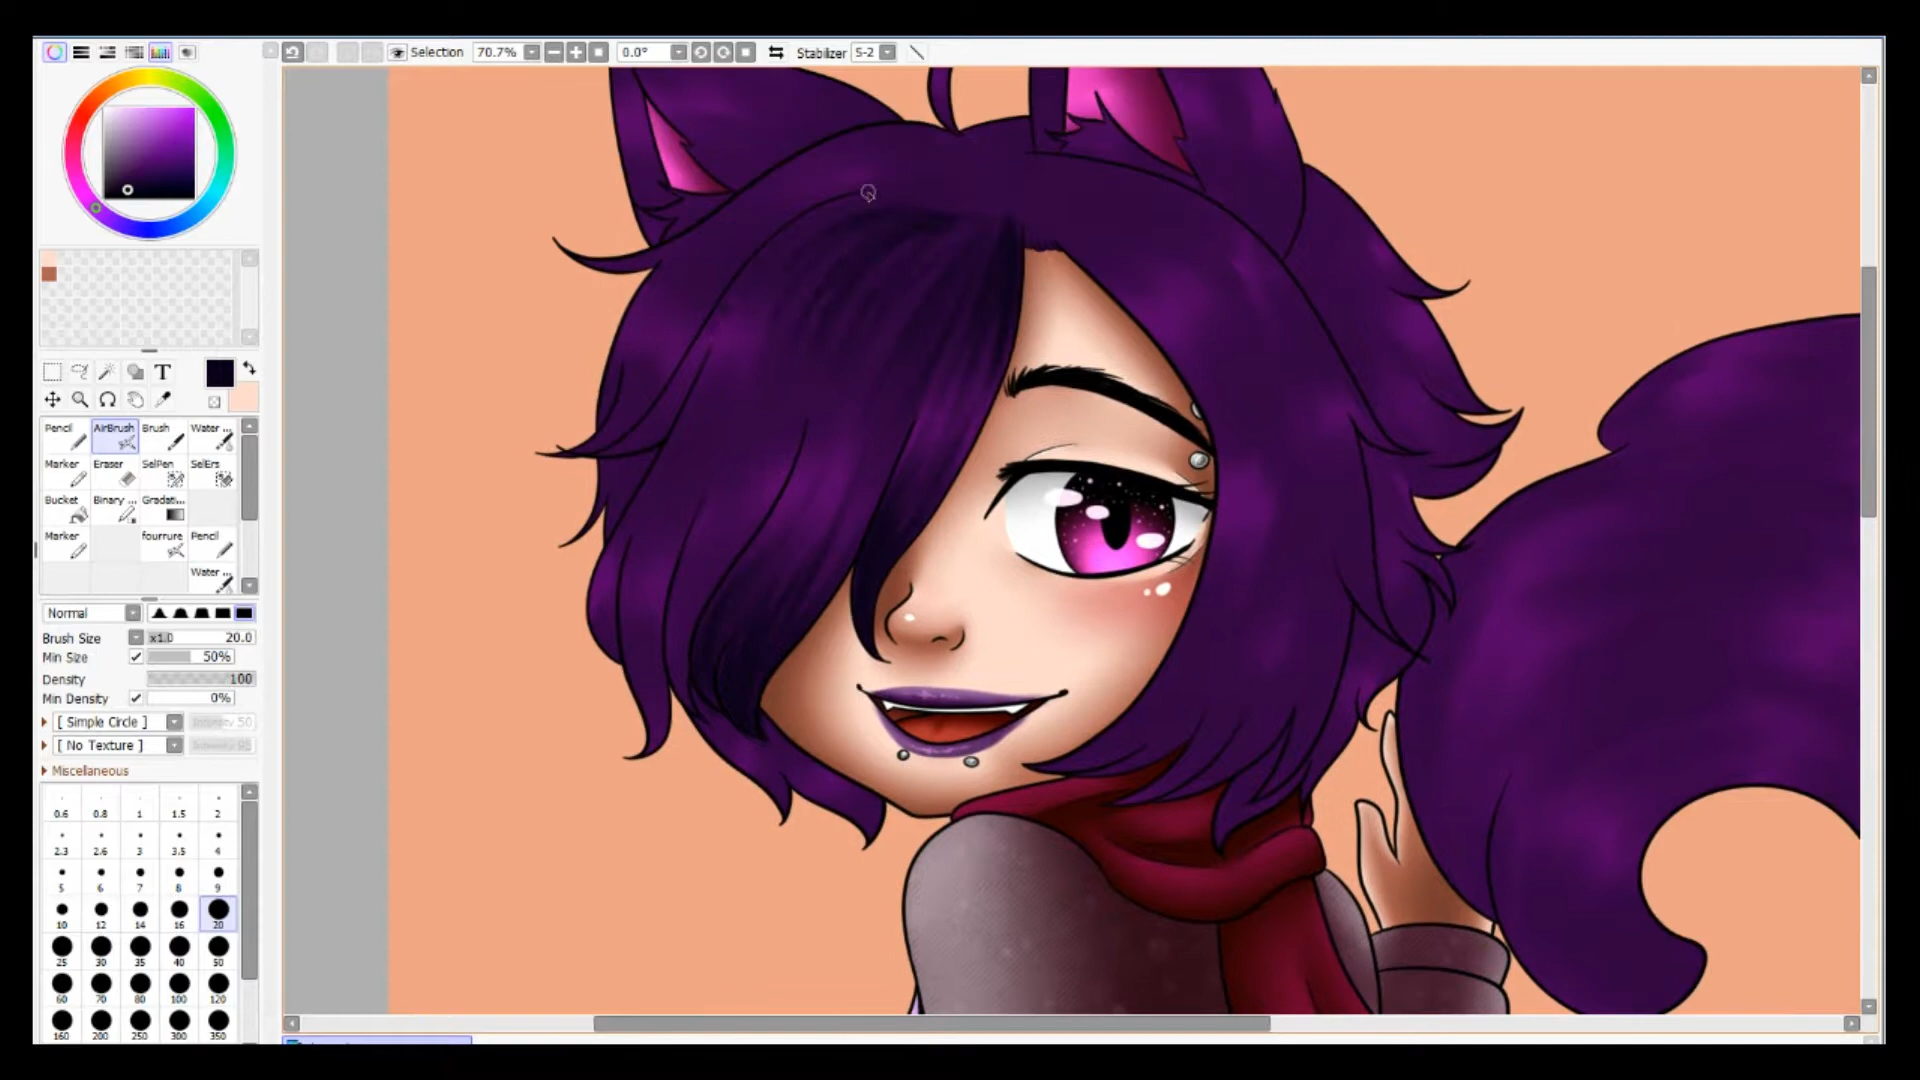 Selection 70.7% 0.0° Stabilizer S-2
T
Pencil AirBrush Brush Water ...
Marker Eraser SelPen SelErs
Bucket Binary ... Gradati...
Marker fourrure Pencil
Water ...
Normal
Brush Size x1.0 20.0
Min Size 50%
Density 100
Min Density 0%
[ Simple Circle ]
[ No Texture ]
Miscellaneous
0.6 0.8 1 1.5 2
2.3 2.6 3 3.5 4
5 6 7 8 9
10 12 14 16 20
25 30 35 40 50
60 70 80 100 120
160 200 250 300 350